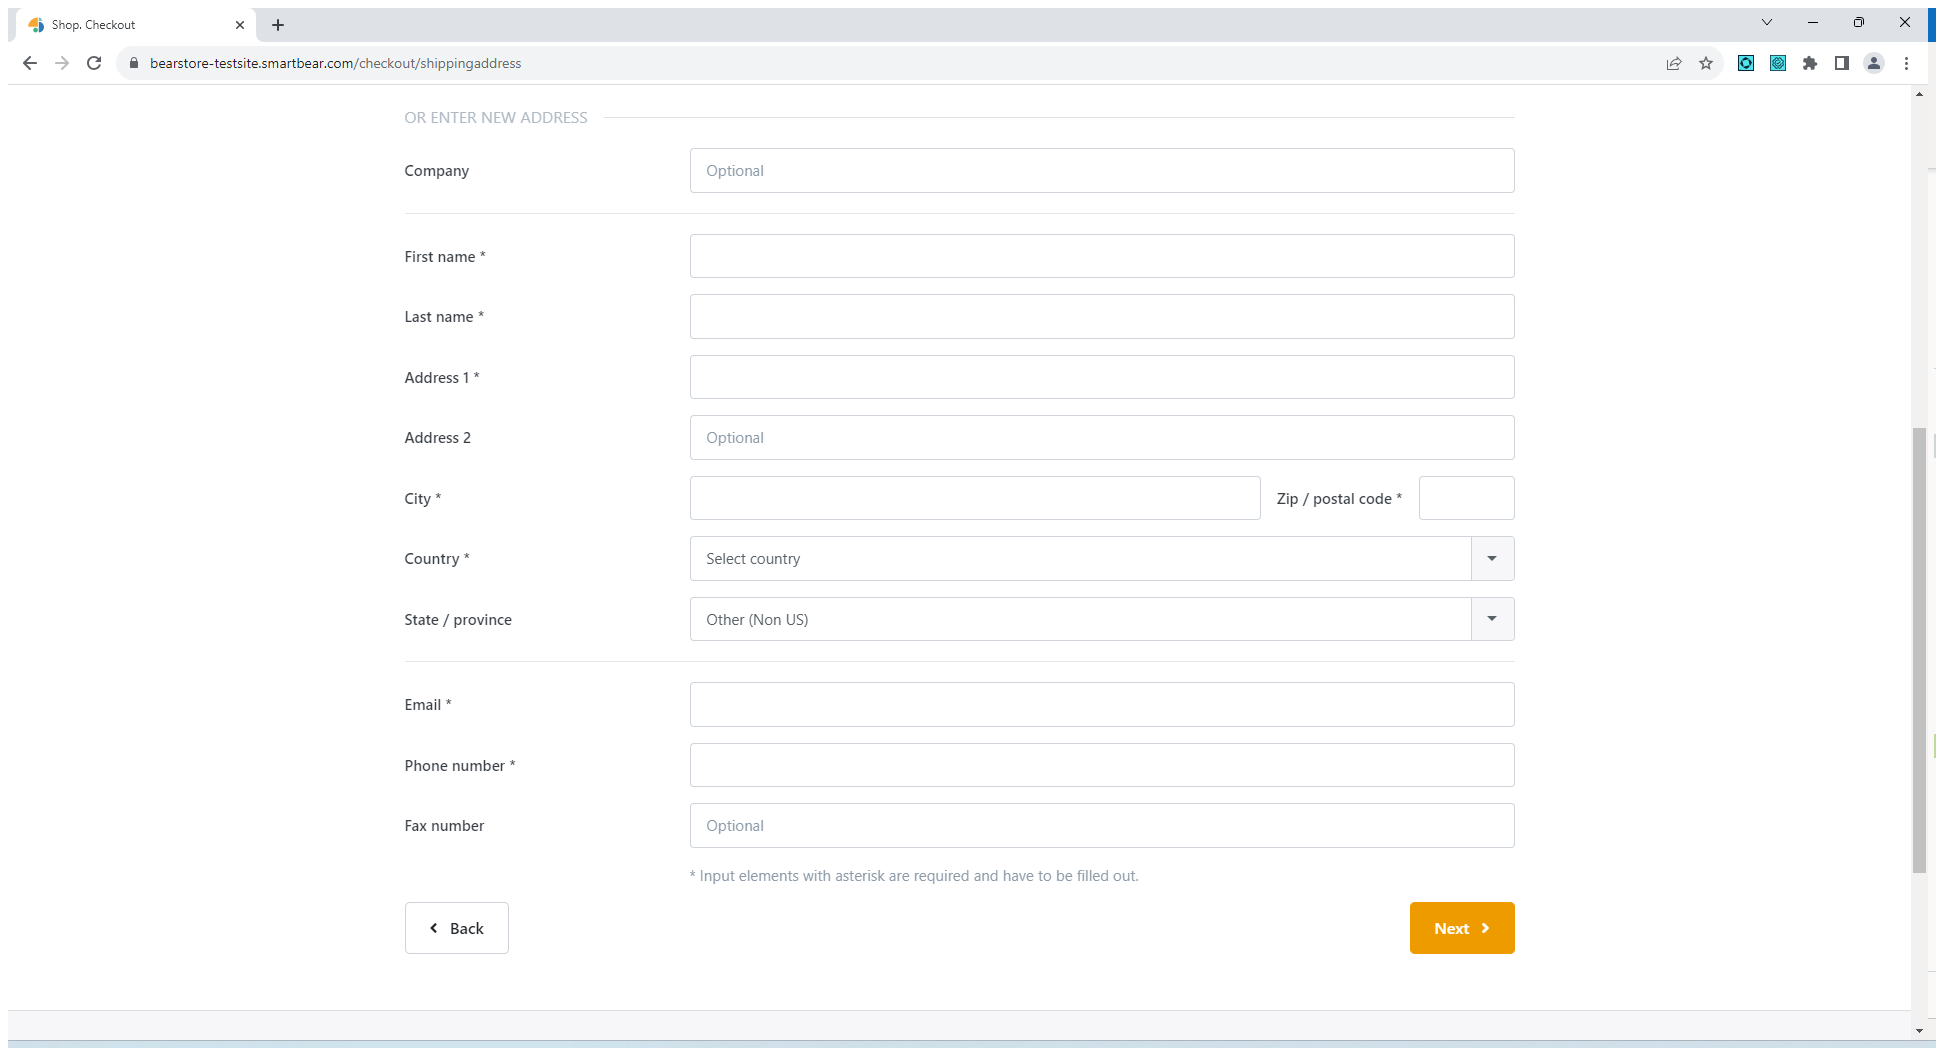 Shop. Checkout
bearstore-testsite.smartbear.com/checkout/shippingaddress
OR ENTER NEW ADDRESS
Company Optional
First name *
Last name *
Address 1 *
Address 2 Optional
City * Zip / postal code *
Country * Select country
State / province Other (Non US)
Email *
Phone number *
Fax number Optional
* Input elements with asterisk are required and have to be filled out.
Back Next